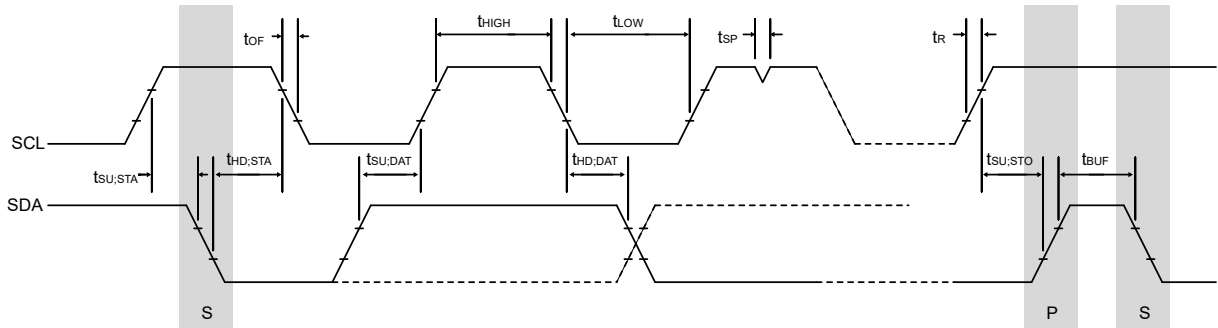 tOF
tHIGH
tLOW
tSP
tR
SCL
tSU;STA
tHD;STA
tSU;DAT
tHD;DAT
tSU;STO
tBUF
SDA
S
P
S